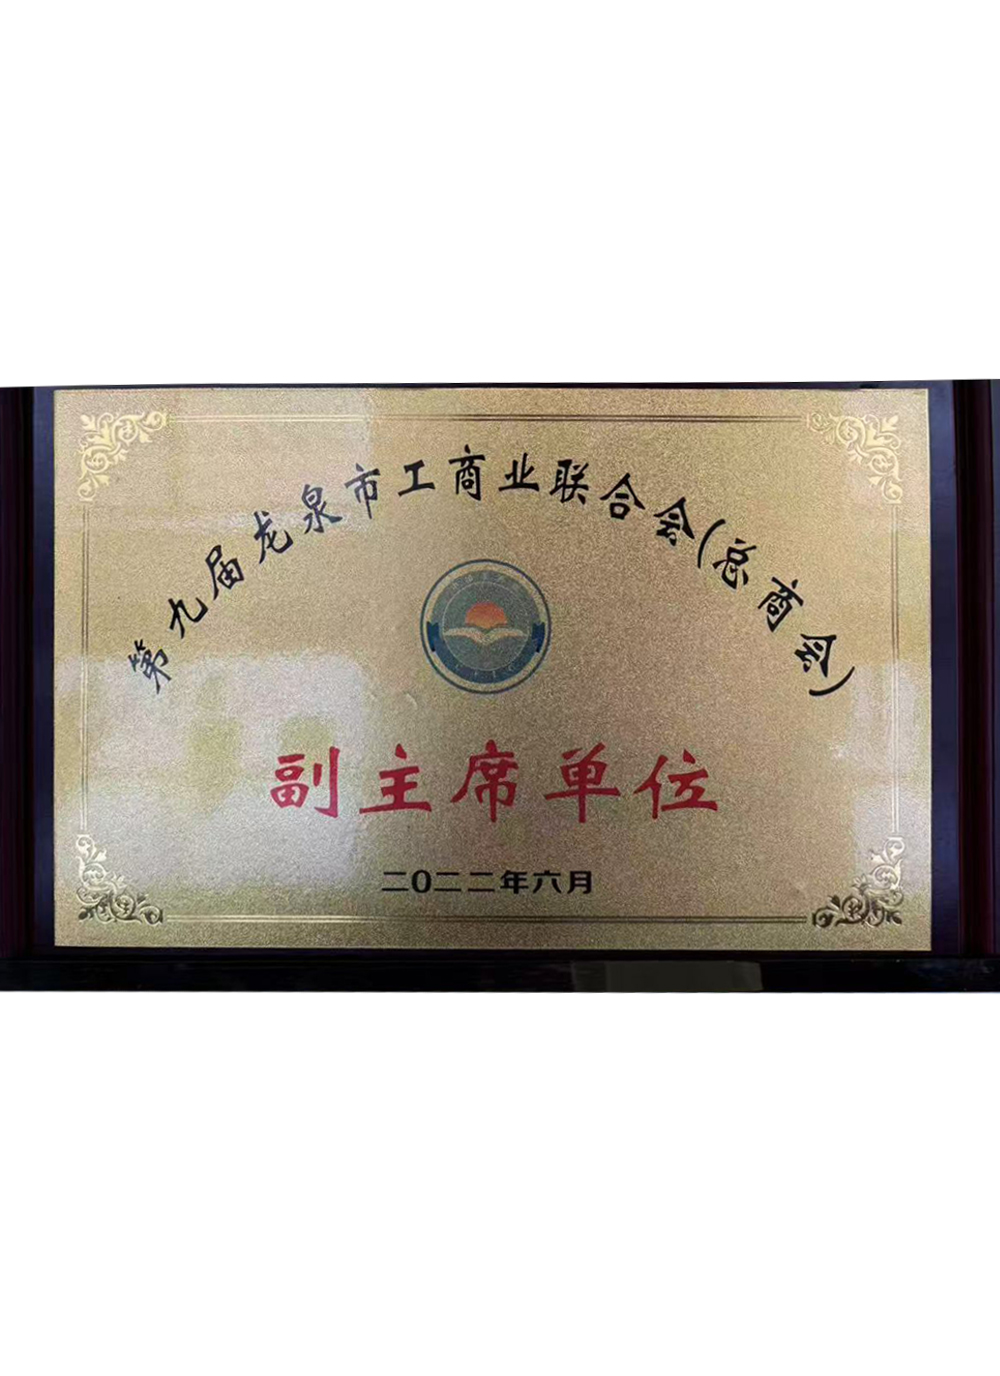 第九届龙泉市工商业联合会(总商会)
副主席单位
二0二二年六月